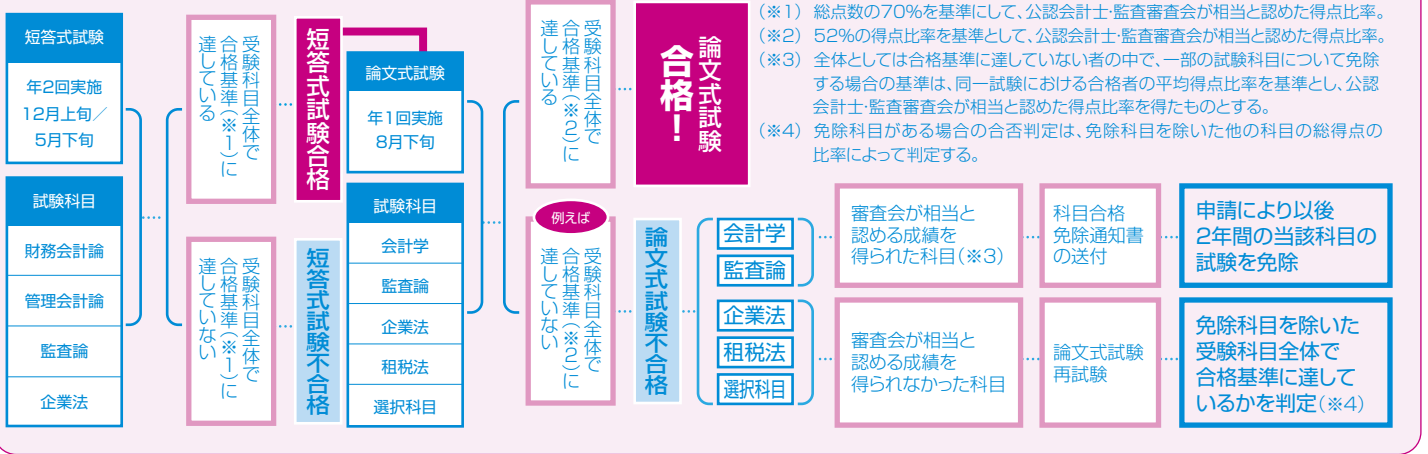 短答式試験
年2回実施
12月上旬／
5月下旬
試験科目
財務会計論
管理会計論
監査論
企業法
受験科目全体で
合格基準(※1)に
達している
短答式試験合格
受験科目全体で
合格基準(※1)に
達していない
短答式試験不合格
論文式試験
年1回実施
8月下旬
試験科目
会計学
監査論
企業法
租税法
選択科目
受験科目全体で
合格基準(※2)に
達している
論文式試験
合格！
例えば
受験科目全体で
合格基準(※2)に
達していない
論文式試験不合格
会計学
監査論
企業法
租税法
選択科目
審査会が相当と
認める成績を
得られた科目(※3)
科目合格
免除通知書
の送付
申請により以後
2年間の当該科目の
試験を免除
審査会が相当と
認める成績を
得られなかった科目
論文式試験
再試験
免除科目を除いた
受験科目全体で
合格基準に達して
いるかを判定(※4)
(※1) 総点数の70%を基準にして、公認会計士・監査審査会が相当と認めた得点比率。
(※2) 52%の得点比率を基準として、公認会計士・監査審査会が相当と認めた得点比率。
(※3) 全体としては合格基準に達していない者の中で、一部の試験科目について免除
する場合の基準は、同一試験における合格者の平均得点比率を基準とし、公認
会計士・監査審査会が相当と認めた得点比率を得たものとする。
(※4) 免除科目がある場合の合否判定は、免除科目を除いた他の科目の総得点の
比率によって判定する。